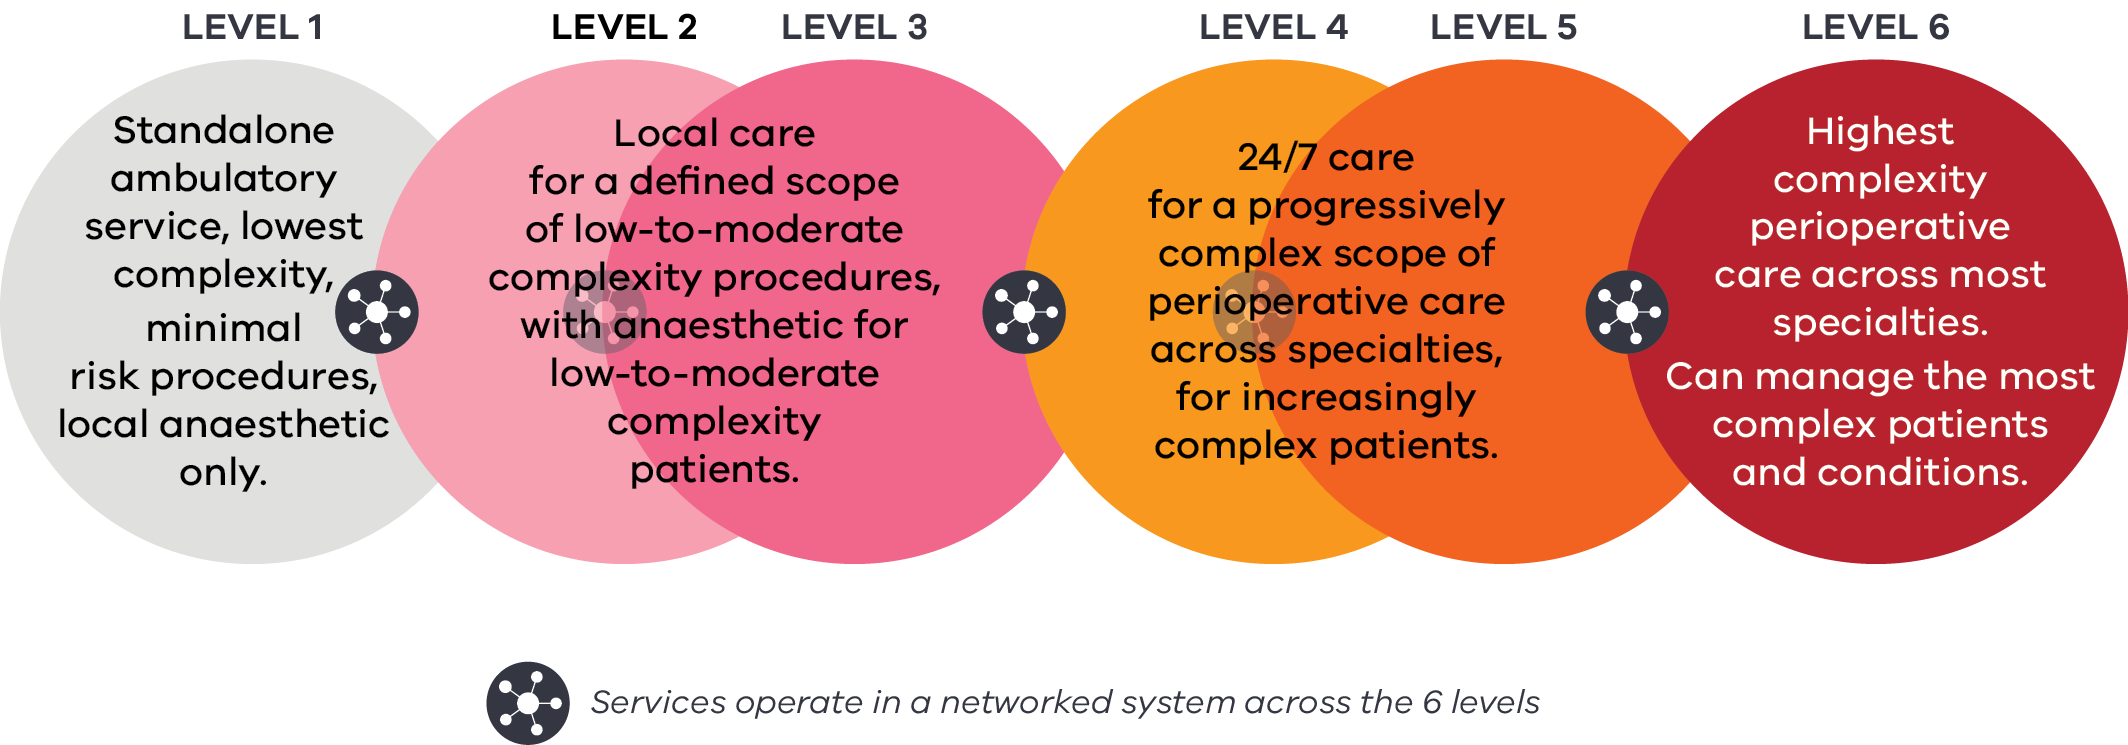 LEVEL 1
Standalone
ambulatory
service, lowest
complexity,
minimal
risk procedures,
local anaesthetic
only.
LEVEL 2
LEVEL 3
Local care
for a defined scope
of low-to-moderate
complexity procedures,
with anaesthetic for
low-to-moderate
complexity
patients.
LEVEL 4
LEVEL 5
24/7 care
for a progressively
complex scope of
perioperative care
across specialties,
for increasingly
complex patients.
LEVEL 6
Highest
complexity
perioperative
care across most
specialties.
Can manage the most
complex patients
and conditions.
Services operate in a networked system across the 6 levels